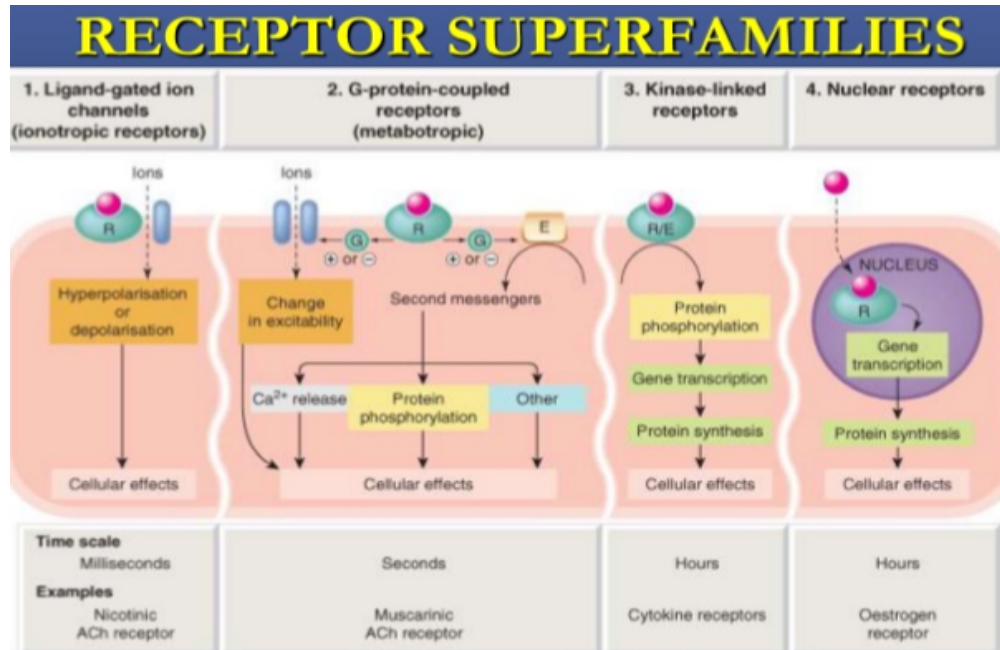 RECEPTOR SUPERFAMILIES
1. Ligand-gated ion
channels
(ionotropic receptors)
2. G-protein-coupled
receptors
(metabotropic)
3. Kinase-linked
receptors
4. Nuclear receptors
Ions
R
Hyperpolarisation
or
depolarisation
Cellular effects
Ions
G
+ or −
R
G
+ or −
E
Change
in excitability
Second messengers
Ca²⁺ release
Protein
phosphorylation
Other
Cellular effects
R/E
Protein
phosphorylation
Gene transcription
Protein synthesis
Cellular effects
NUCLEUS
R
Gene
transcription
Protein synthesis
Cellular effects
Time scale
Milliseconds
Seconds
Hours
Hours
Examples
Nicotinic
ACh receptor
Muscarinic
ACh receptor
Cytokine receptors
Oestrogen
receptor